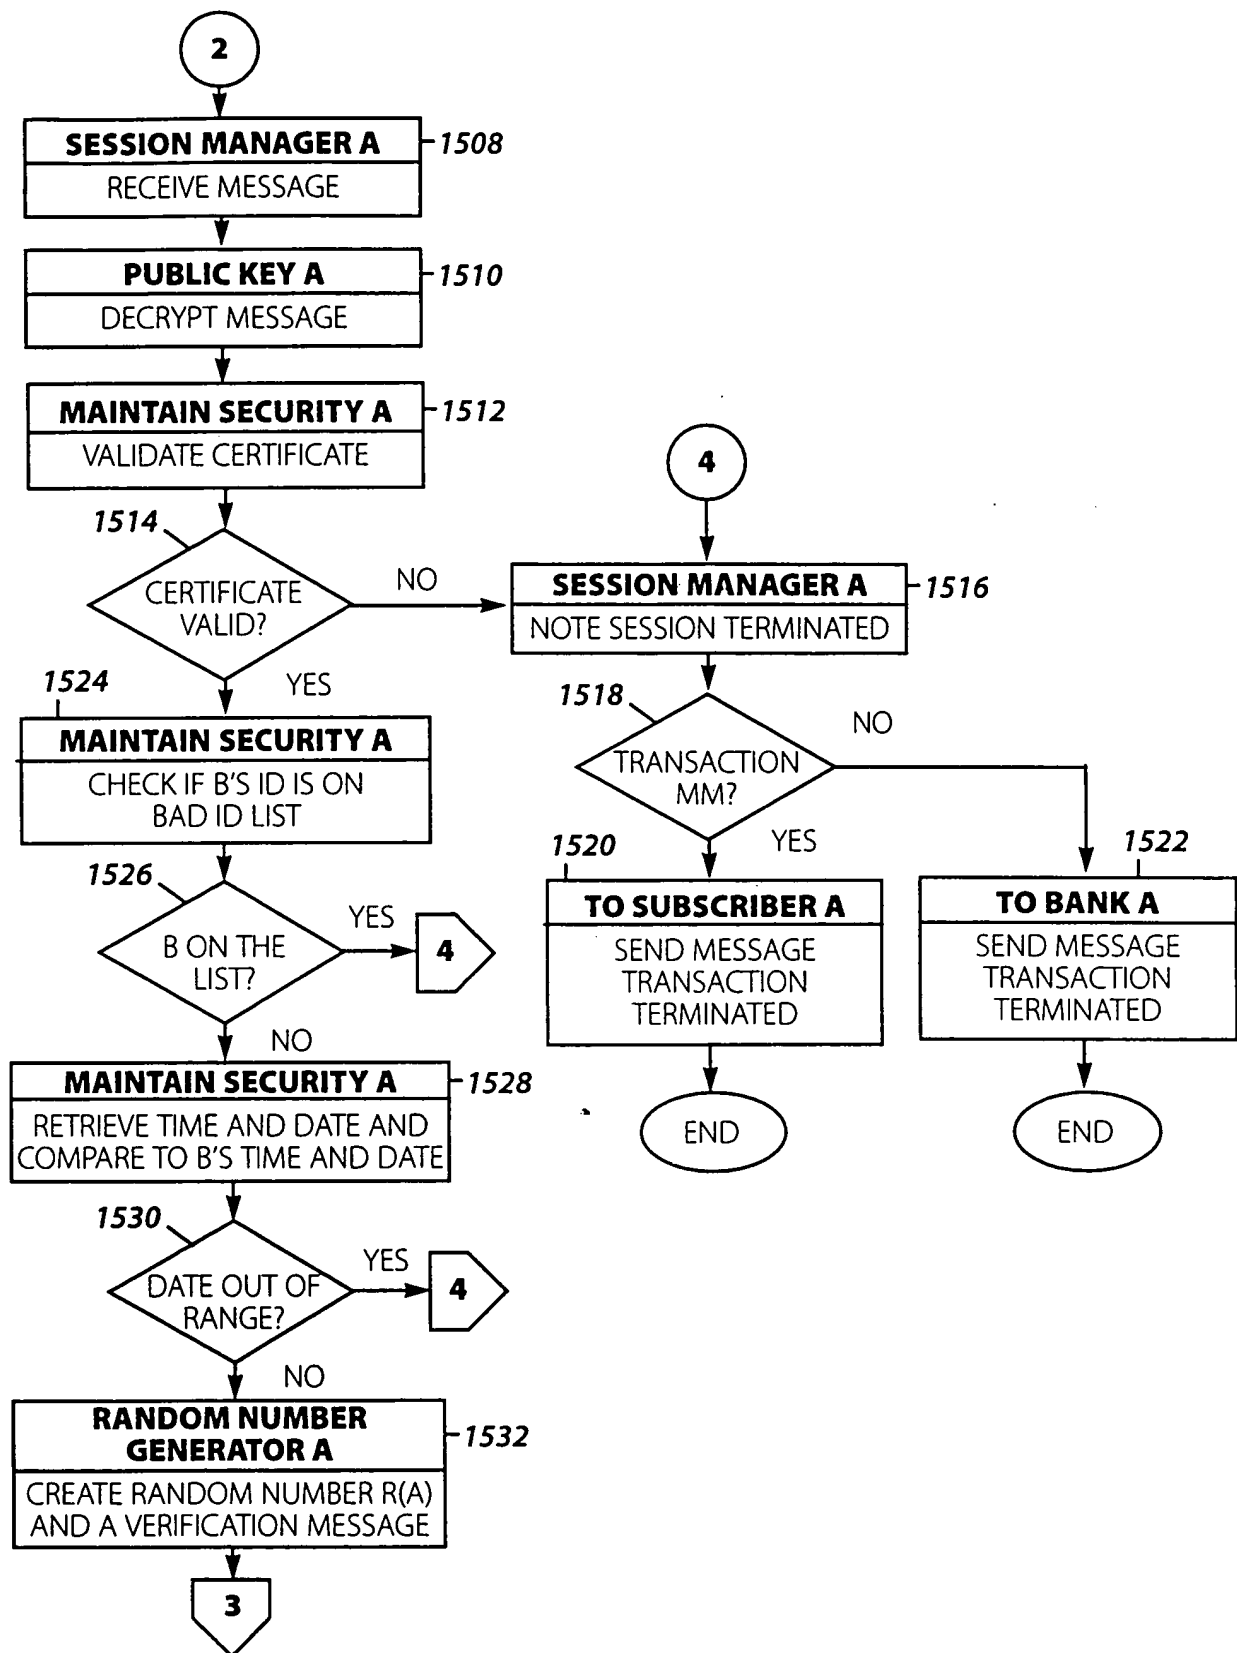 2
SESSION MANAGER A
1508
RECEIVE MESSAGE
PUBLIC KEY A
1510
DECRYPT MESSAGE
MAINTAIN SECURITY A
1512
VALIDATE CERTIFICATE
1514
CERTIFICATE
VALID?
NO
YES
4
SESSION MANAGER A
1516
NOTE SESSION TERMINATED
1518
TRANSACTION
MM?
NO
YES
1520
TO SUBSCRIBER A
SEND MESSAGE
TRANSACTION
TERMINATED
END
1522
TO BANK A
SEND MESSAGE
TRANSACTION
TERMINATED
END
1524
MAINTAIN SECURITY A
CHECK IF B'S ID IS ON
BAD ID LIST
1526
B ON THE
LIST?
YES
4
NO
MAINTAIN SECURITY A
1528
RETRIEVE TIME AND DATE AND
COMPARE TO B'S TIME AND DATE
1530
DATE OUT OF
RANGE?
YES
4
NO
RANDOM NUMBER
GENERATOR A
1532
CREATE RANDOM NUMBER R(A)
AND A VERIFICATION MESSAGE
3